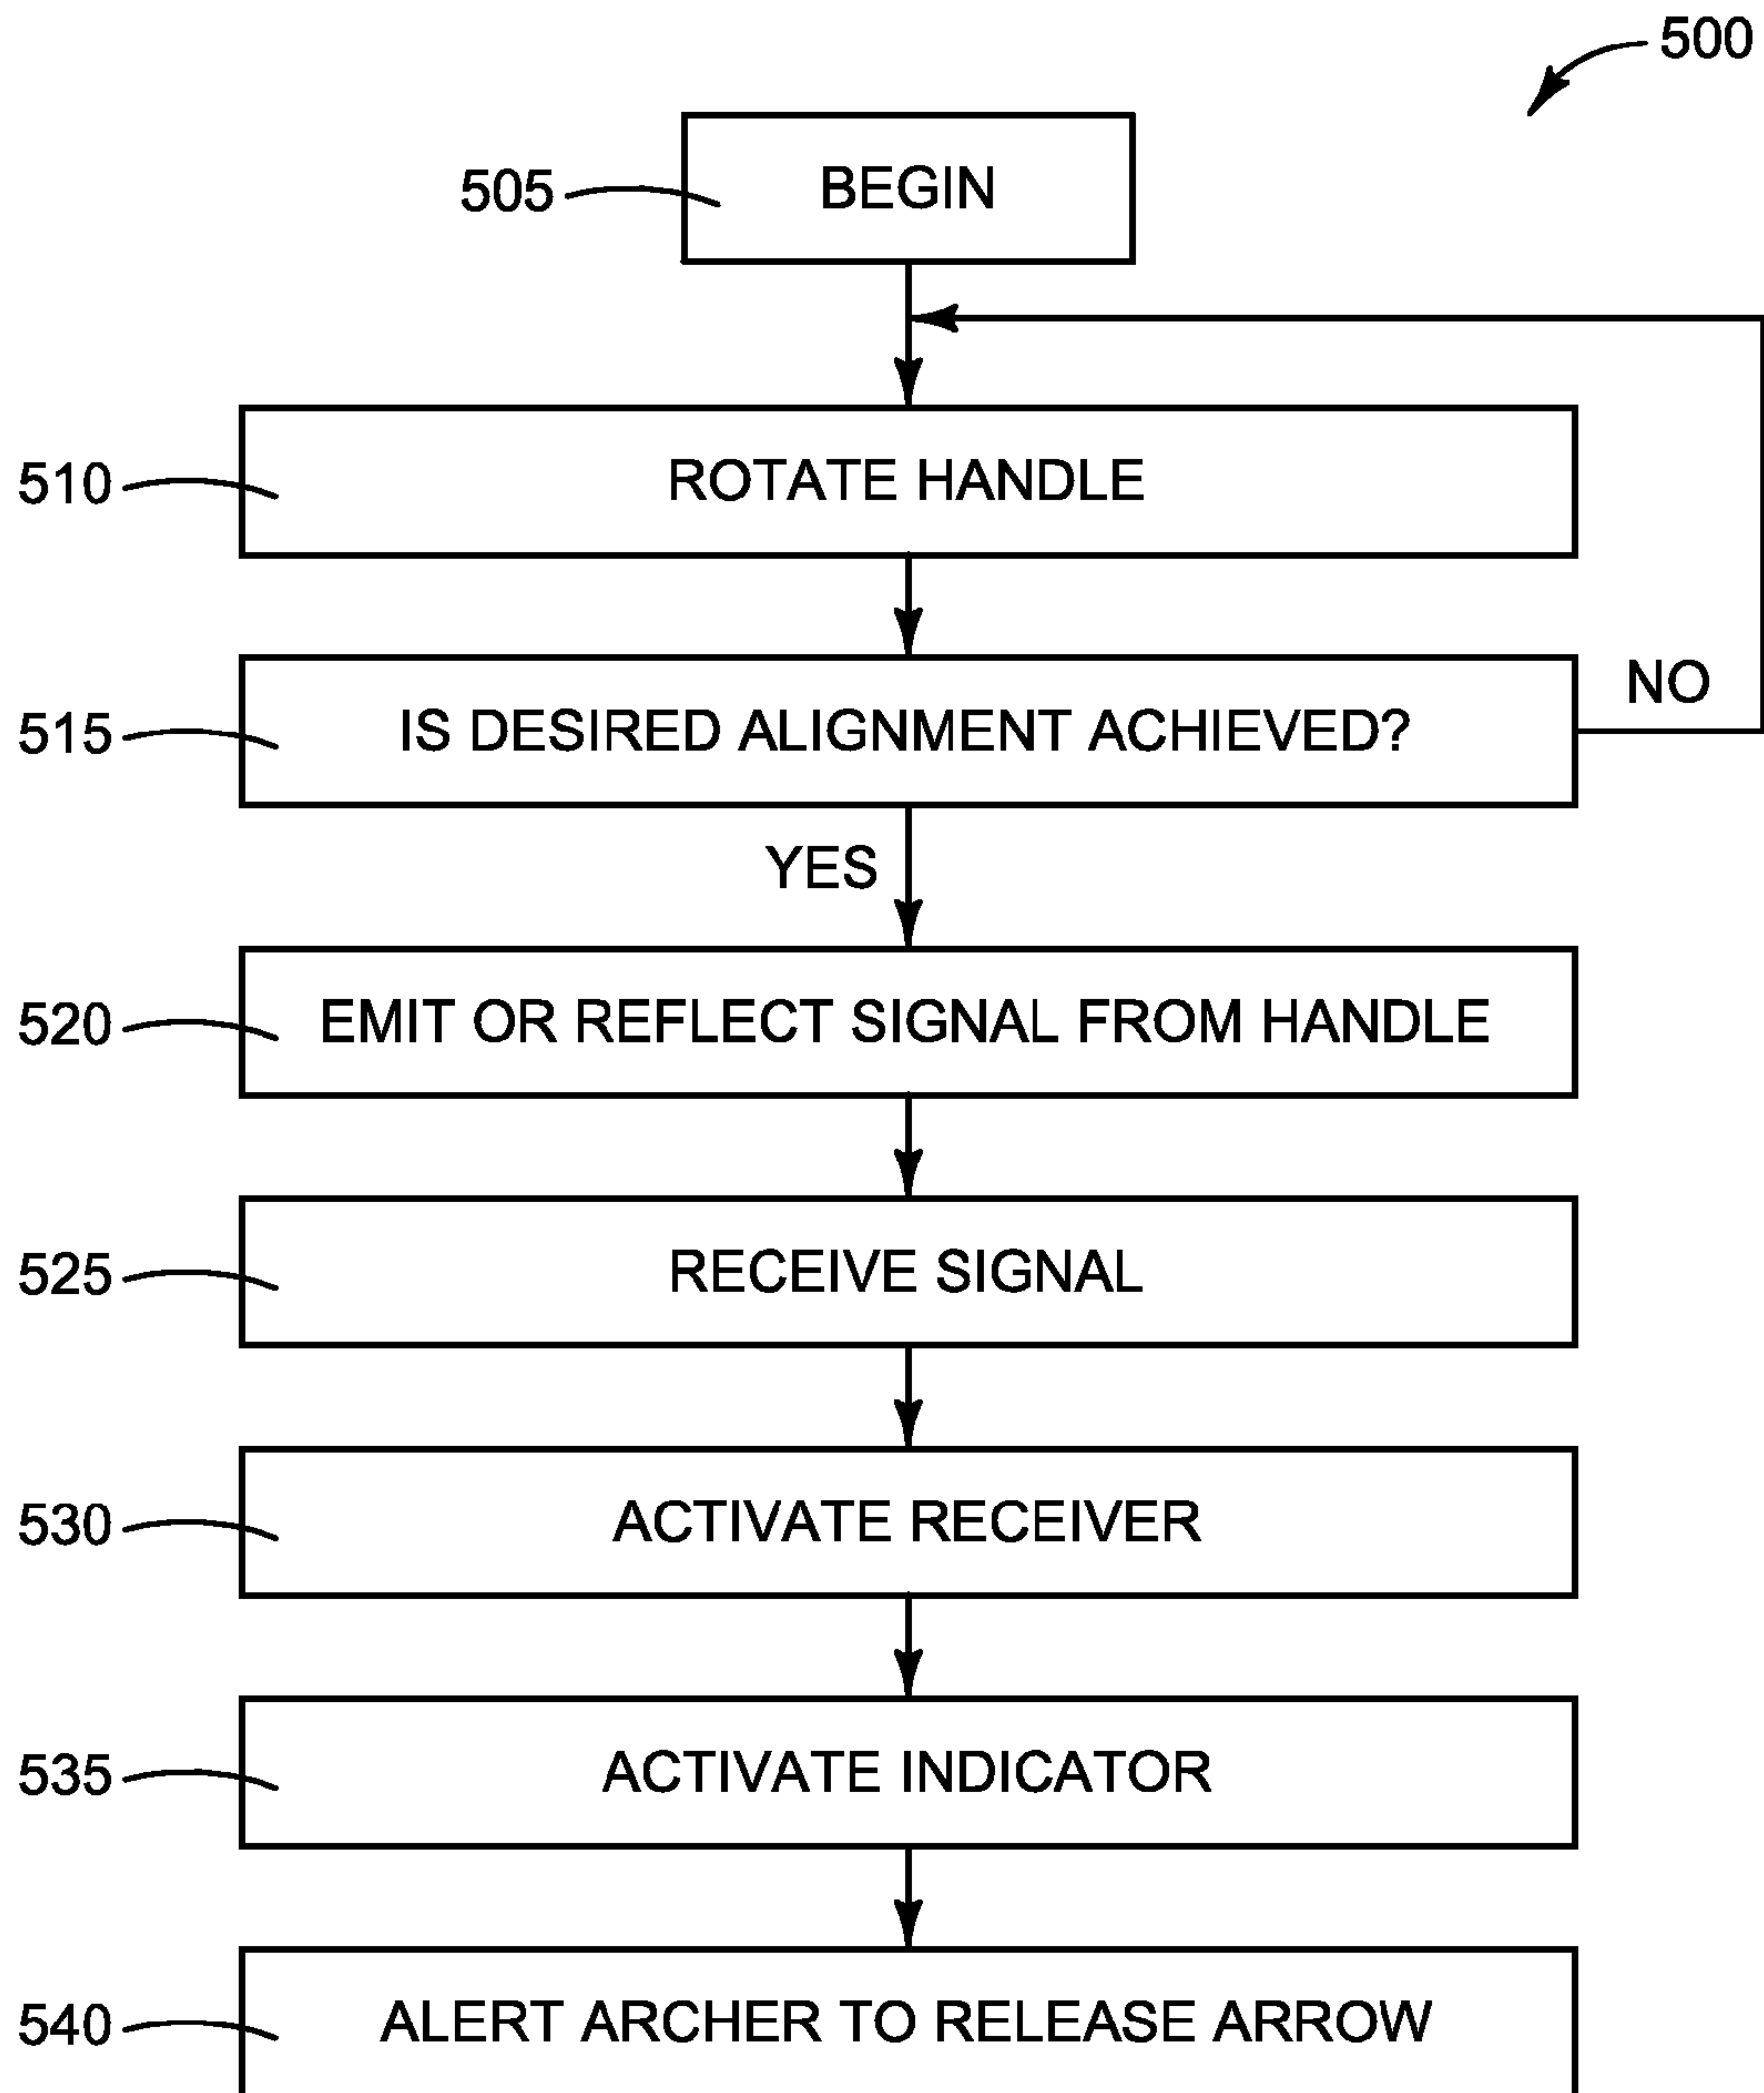 500
505
BEGIN
510
ROTATE HANDLE
515
IS DESIRED ALIGNMENT ACHIEVED?
NO
YES
520
EMIT OR REFLECT SIGNAL FROM HANDLE
525
RECEIVE SIGNAL
530
ACTIVATE RECEIVER
535
ACTIVATE INDICATOR
540
ALERT ARCHER TO RELEASE ARROW